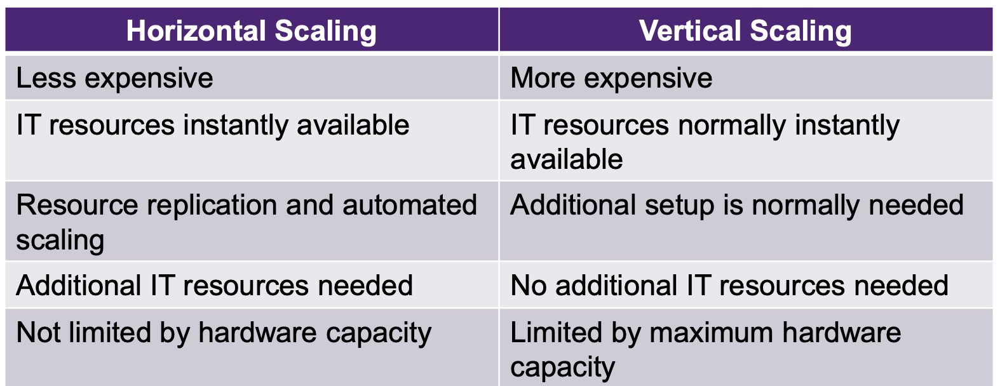 Horizontal Scaling
Vertical Scaling
Less expensive
More expensive
IT resources instantly available
IT resources normally instantly
available
Resource replication and automated
scaling
Additional setup is normally needed
Additional IT resources needed
No additional IT resources needed
Not limited by hardware capacity
Limited by maximum hardware
capacity